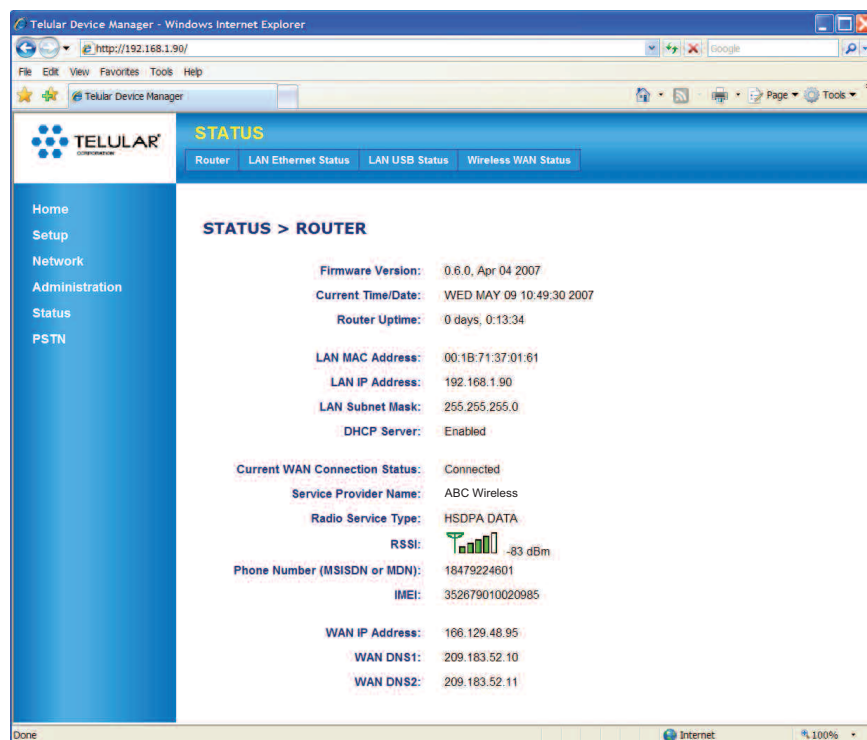 Telular Device Manager - Windows Internet Explorer
http://192.168.1.90/
Google
File Edit View Favorites Tools Help
Telular Device Manager
Page Tools
TELULAR
CORPORATION
STATUS
Router LAN Ethernet Status LAN USB Status Wireless WAN Status
Home
Setup
Network
Administration
Status
PSTN
STATUS > ROUTER
Firmware Version: 0.6.0, Apr 04 2007
Current Time/Date: WED MAY 09 10:49:30 2007
Router Uptime: 0 days, 0:13:34
LAN MAC Address: 00:1B:71:37:01:61
LAN IP Address: 192.168.1.90
LAN Subnet Mask: 255.255.255.0
DHCP Server: Enabled
Current WAN Connection Status: Connected
Service Provider Name: ABC Wireless
Radio Service Type: HSDPA DATA
RSSI: -83 dBm
Phone Number (MSISDN or MDN): 18479224601
IMEI: 352679010020985
WAN IP Address: 166.129.48.95
WAN DNS1: 209.183.52.10
WAN DNS2: 209.183.52.11
Done
Internet
100%